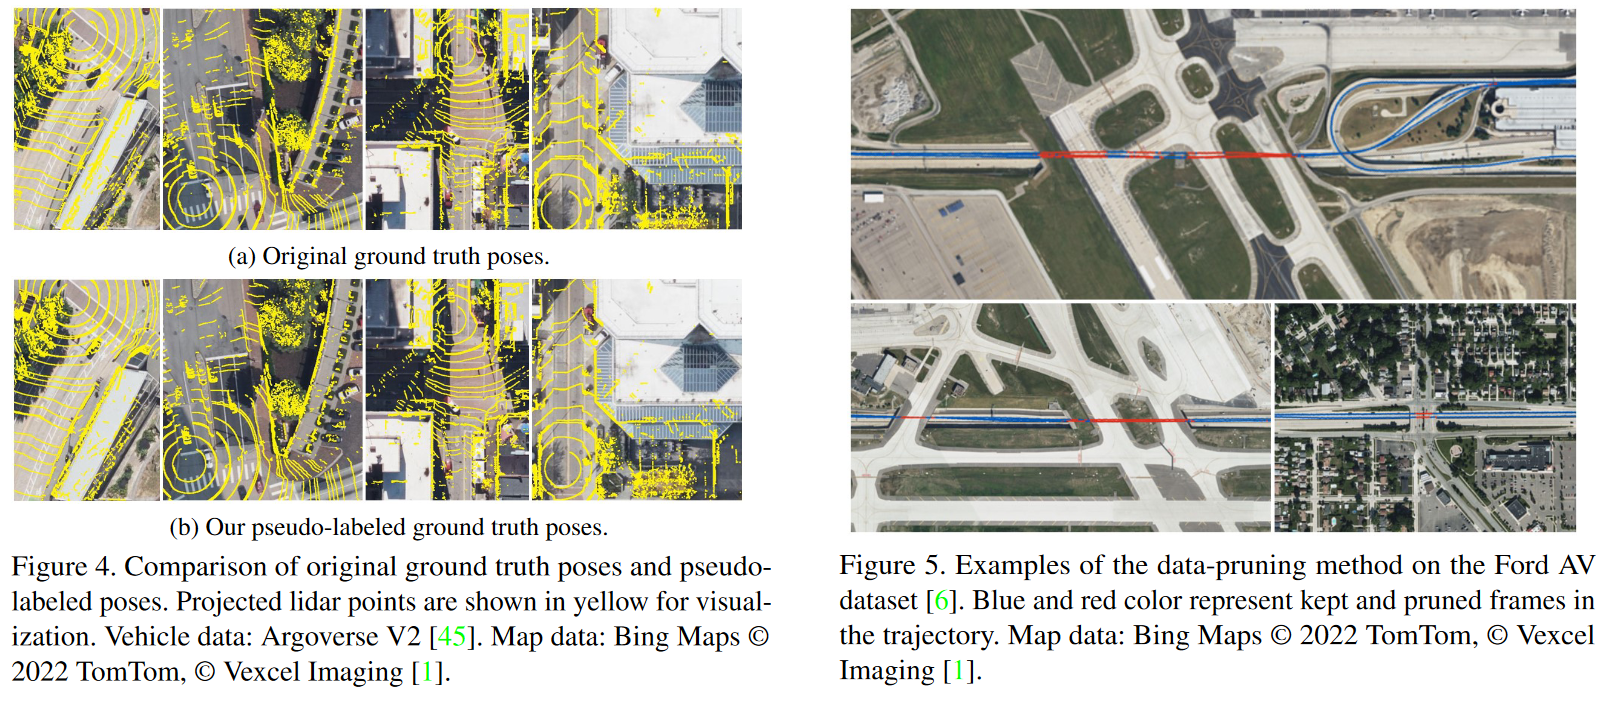 (a) Original ground truth poses.
(b) Our pseudo-labeled ground truth poses.
Figure 4. Comparison of original ground truth poses and pseudo-
labeled poses. Projected lidar points are shown in yellow for visual-
ization. Vehicle data: Argoverse V2 [45]. Map data: Bing Maps ©
2022 TomTom, © Vexcel Imaging [1].
Figure 5. Examples of the data-pruning method on the Ford AV
dataset [6]. Blue and red color represent kept and pruned frames in
the trajectory. Map data: Bing Maps © 2022 TomTom, © Vexcel
Imaging [1].